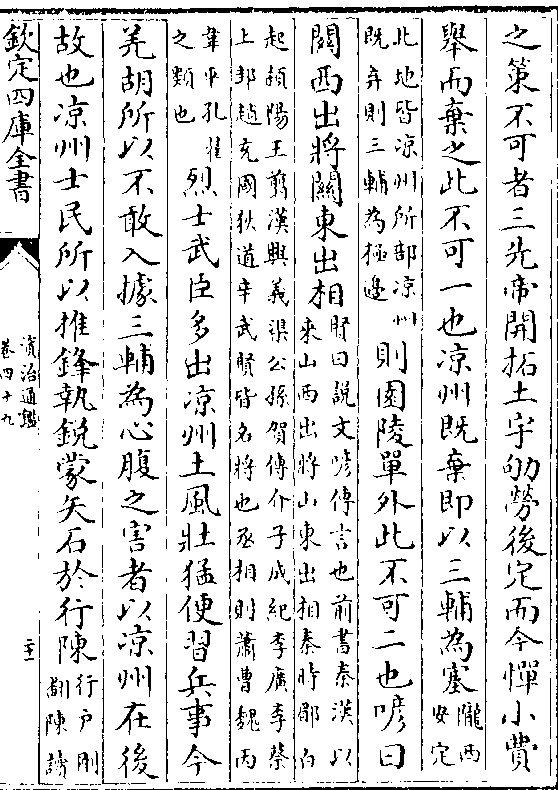 之策不可者三先帝開拓土宇劬勞後定而今憚小費
舉而棄之此不可一也涼州既棄即以三輔為塞隴西
安定
北地皆涼州所部涼州
既弃則三輔為極邊
則園陵單外此不可二也喭曰
關西出將關東出相
賢曰說文喭傳言也前書秦漢以
來山西出將山東出相秦時郿白
起頻陽王翦漢興義渠公孫賀傅介子成紀李廣李蔡
上邽趙充國狄道辛武賢皆名將也丞相則蕭曹魏丙
韋平孔翟
之類也
烈士武臣多出涼州土風壯猛便習兵事今
羌胡所以不敢入據三輔為心腹之害者以涼州在後
故也涼州士民所以推鋒執銳蒙矢石於行陳
行戶剛
翻陳讀
欽定四庫全書
資治通鑑
卷四十九